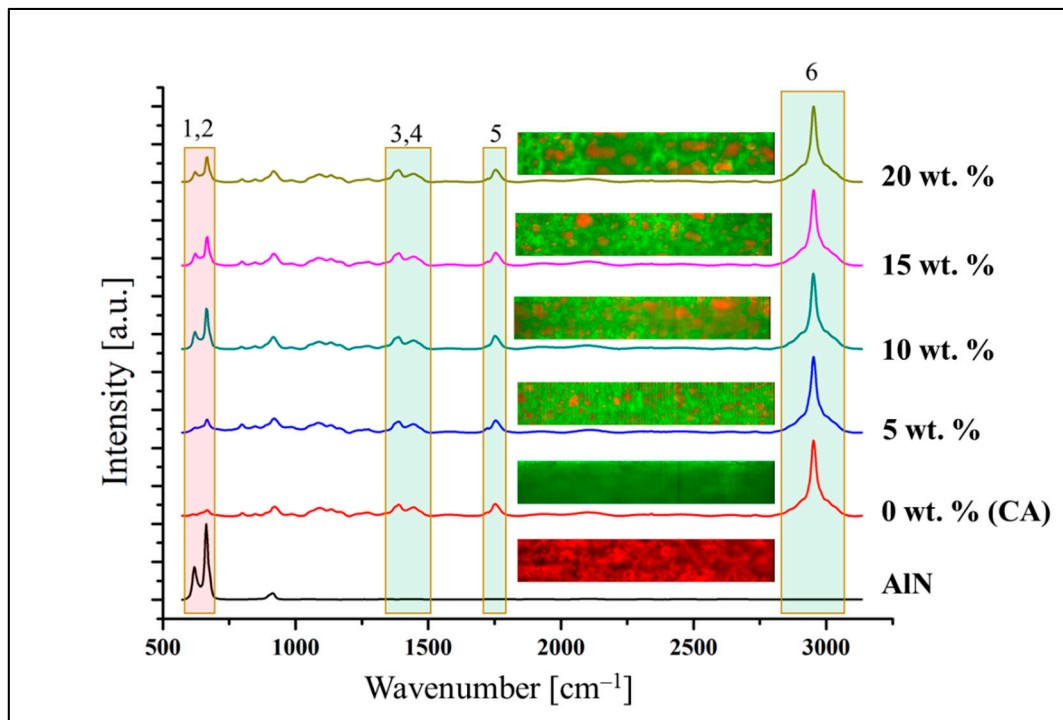 6
1,2
3,4
5
20 wt. %
15 wt. %
10 wt. %
5 wt. %
0 wt. % (CA)
AlN
Intensity [a.u.]
500
1000
1500
2000
2500
3000
Wavenumber [cm⁻¹]